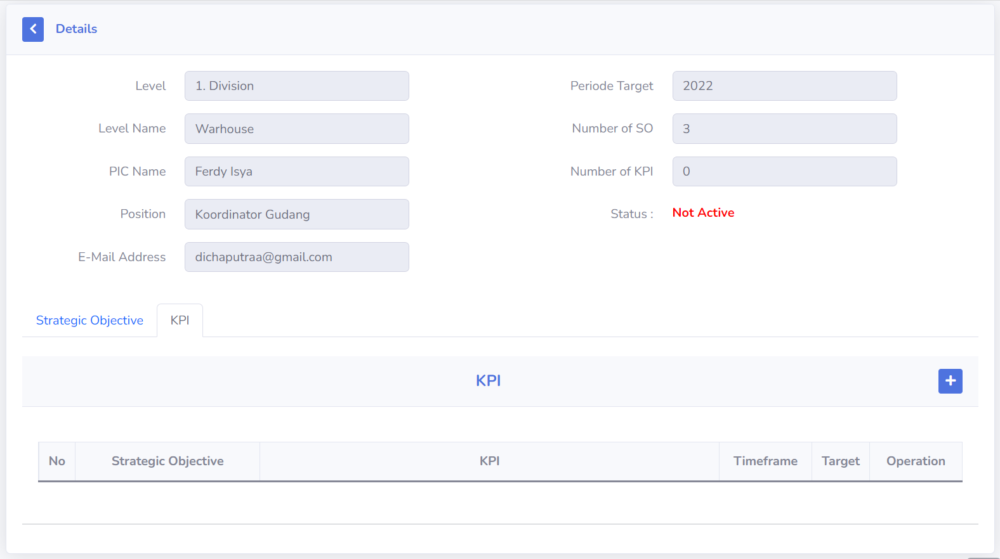 Details
Level 1. Division
Level Name Warhouse
PIC Name Ferdy Isya
Position Koordinator Gudang
E-Mail Address dichaputraa@gmail.com
Periode Target 2022
Number of SO 3
Number of KPI 0
Status : Not Active
Strategic Objective KPI
KPI
No Strategic Objective KPI Timeframe Target Operation